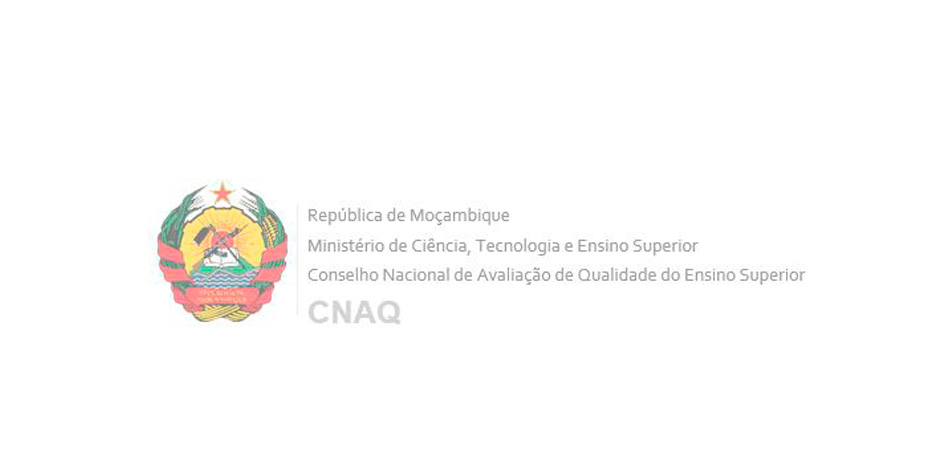 República de Moçambique
Ministério de Ciência, Tecnologia e Ensino Superior
Conselho Nacional de Avaliação de Qualidade do Ensino Superior
CNAQ